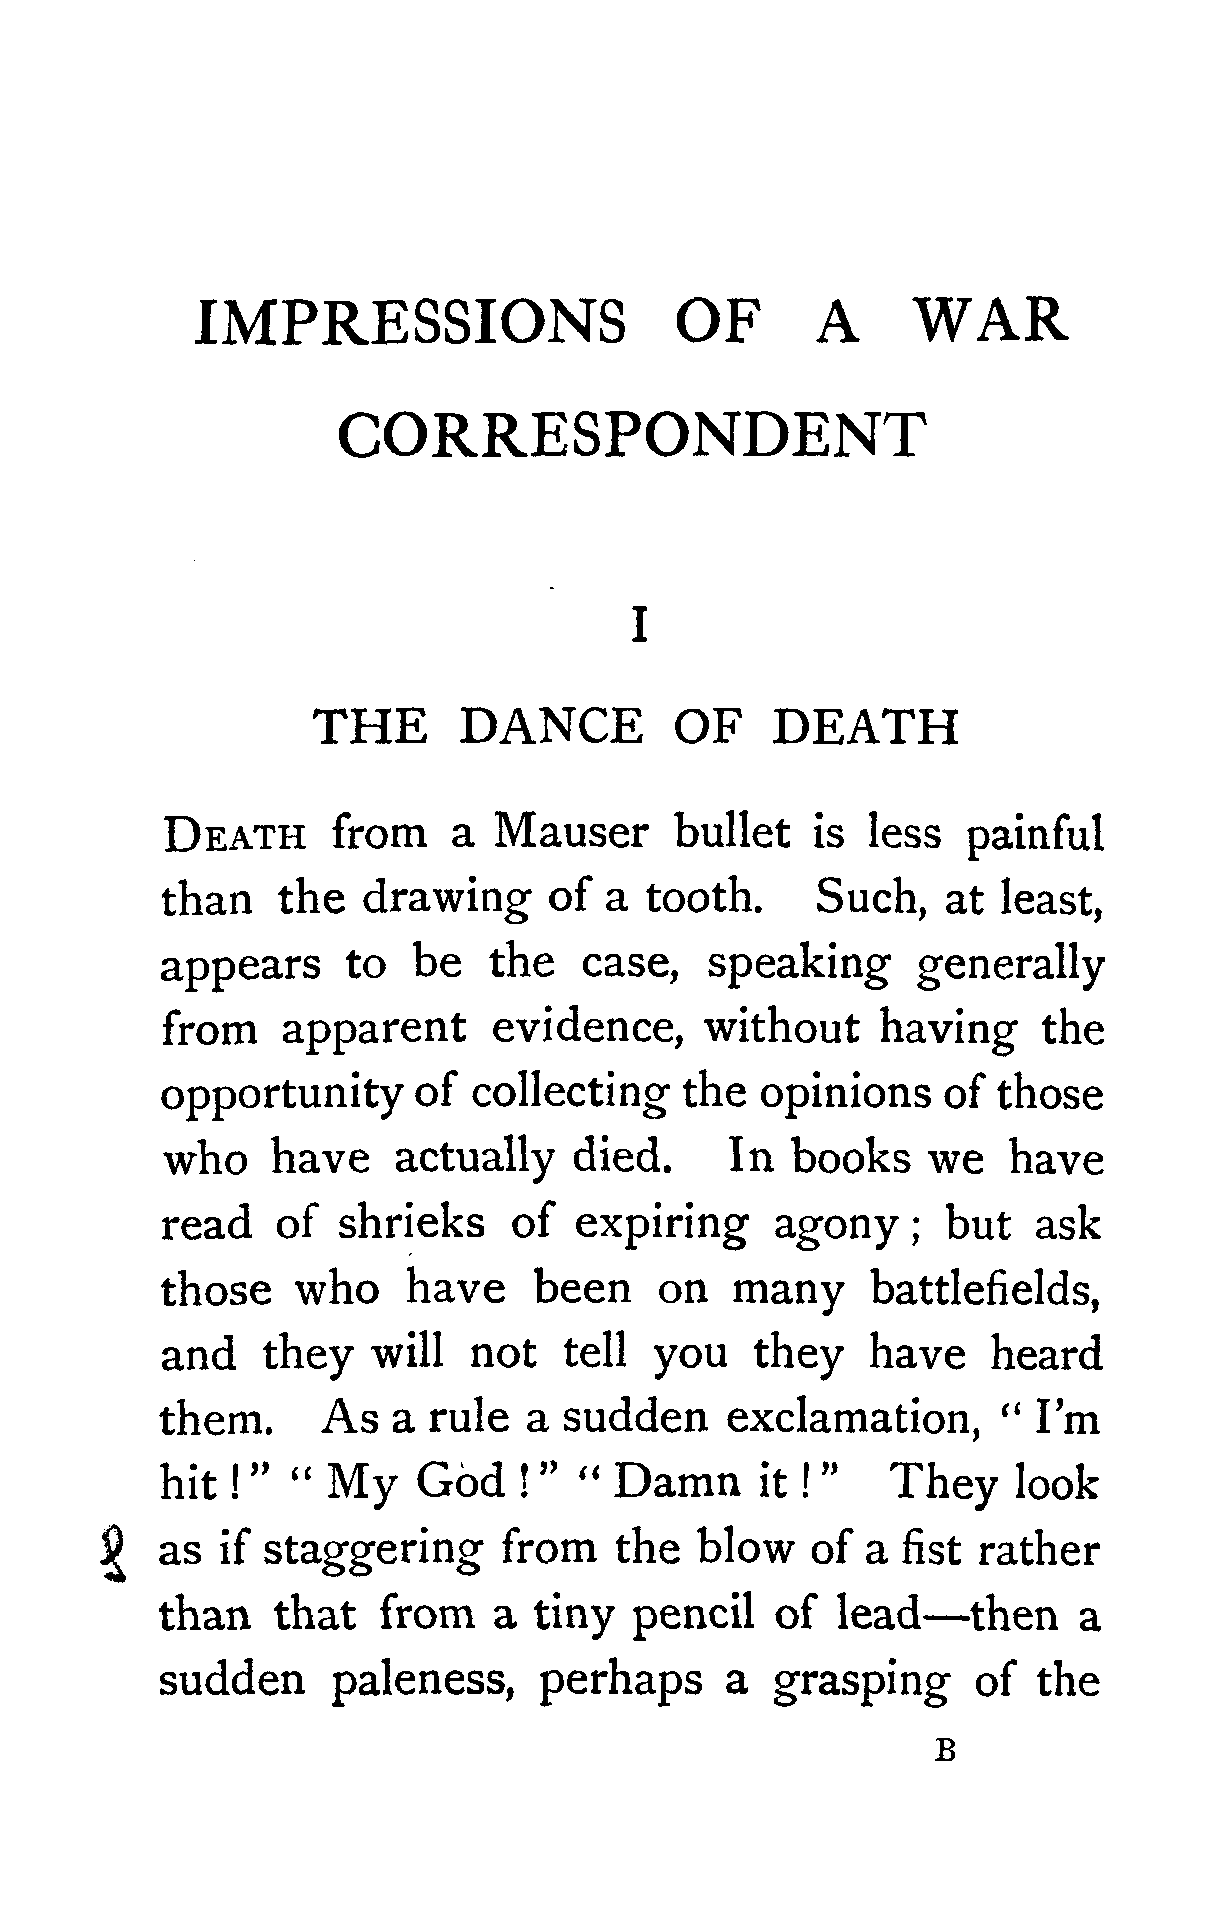 IMPRESSIONS OF A WAR
CORRESPONDENT
I
THE DANCE OF DEATH
DEATH from a Mauser bullet is less painful
than the drawing of a tooth. Such, at least,
appears to be the case, speaking generally
from apparent evidence, without having the
opportunity of collecting the opinions of those
who have actually died. In books we have
read of shrieks of expiring agony; but ask
those who have been on many battlefields,
and they will not tell you they have heard
them. As a rule a sudden exclamation, "I'm
hit!" "My God!" "Damn it!" They look
as if staggering from the blow of a fist rather
than that from a tiny pencil of lead—then a
sudden paleness, perhaps a grasping of the
B